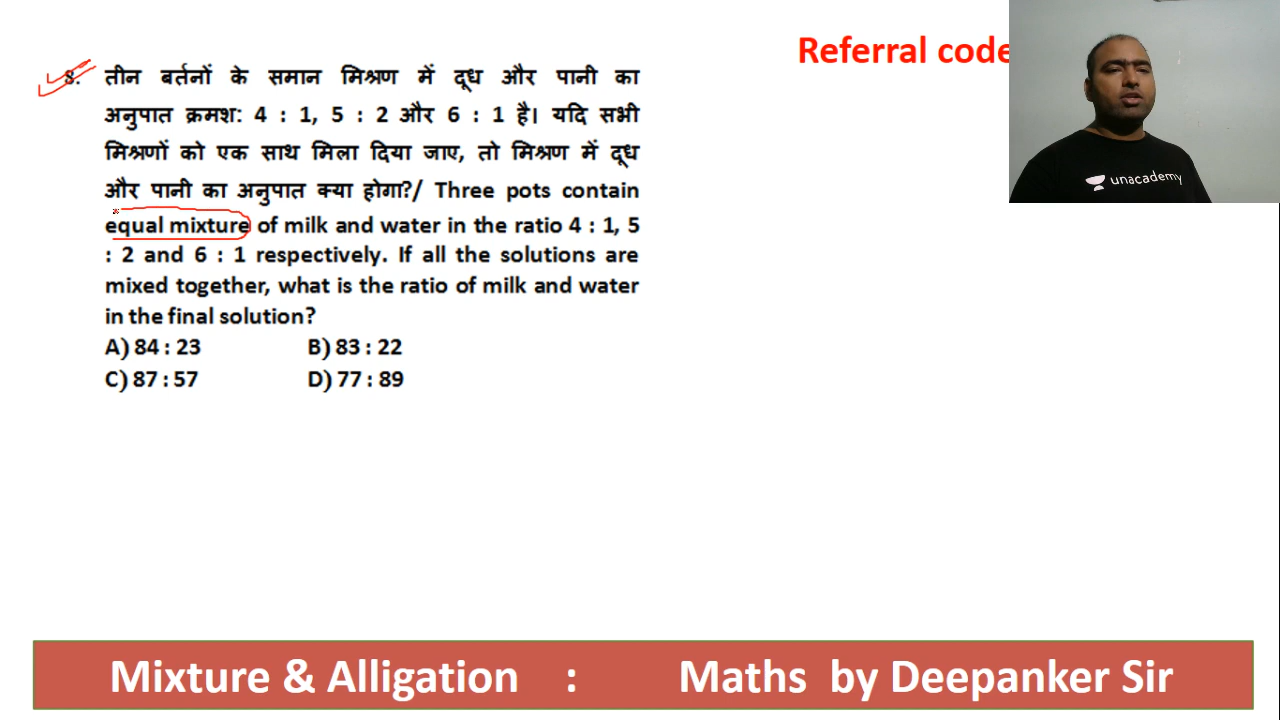 Referral code
8. तीन बर्तनों के समान मिश्रण में दूध और पानी का
अनुपात क्रमश: 4 : 1, 5 : 2 और 6 : 1 है। यदि सभी
मिश्रणों को एक साथ मिला दिया जाए, तो मिश्रण में दूध
और पानी का अनुपात क्या होगा?/ Three pots contain
equal mixture of milk and water in the ratio 4 : 1, 5
: 2 and 6 : 1 respectively. If all the solutions are
mixed together, what is the ratio of milk and water
in the final solution?
A) 84 : 23 B) 83 : 22
C) 87 : 57 D) 77 : 89
unacademy
Mixture & Alligation : Maths by Deepanker Sir